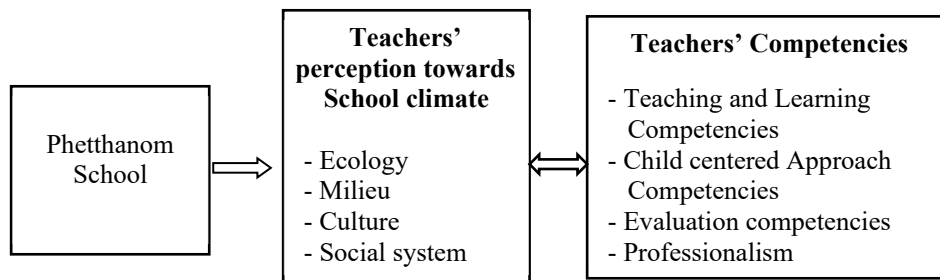 Phetthanom
School
Teachers’
perception towards
School climate
- Ecology
- Milieu
- Culture
- Social system
Teachers’ Competencies
- Teaching and Learning
Competencies
- Child centered Approach
Competencies
- Evaluation competencies
- Professionalism